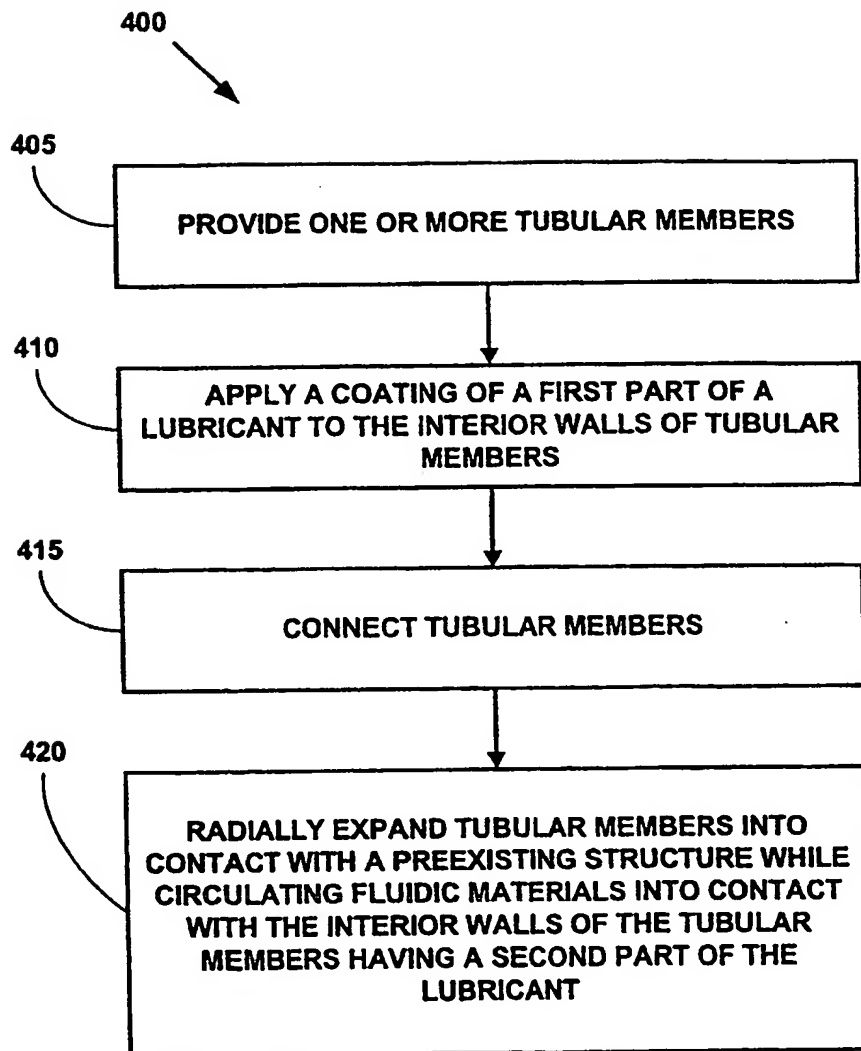 400
405
PROVIDE ONE OR MORE TUBULAR MEMBERS
410
APPLY A COATING OF A FIRST PART OF A
LUBRICANT TO THE INTERIOR WALLS OF TUBULAR
MEMBERS
415
CONNECT TUBULAR MEMBERS
420
RADIALLY EXPAND TUBULAR MEMBERS INTO
CONTACT WITH A PREEXISTING STRUCTURE WHILE
CIRCULATING FLUIDIC MATERIALS INTO CONTACT
WITH THE INTERIOR WALLS OF THE TUBULAR
MEMBERS HAVING A SECOND PART OF THE
LUBRICANT